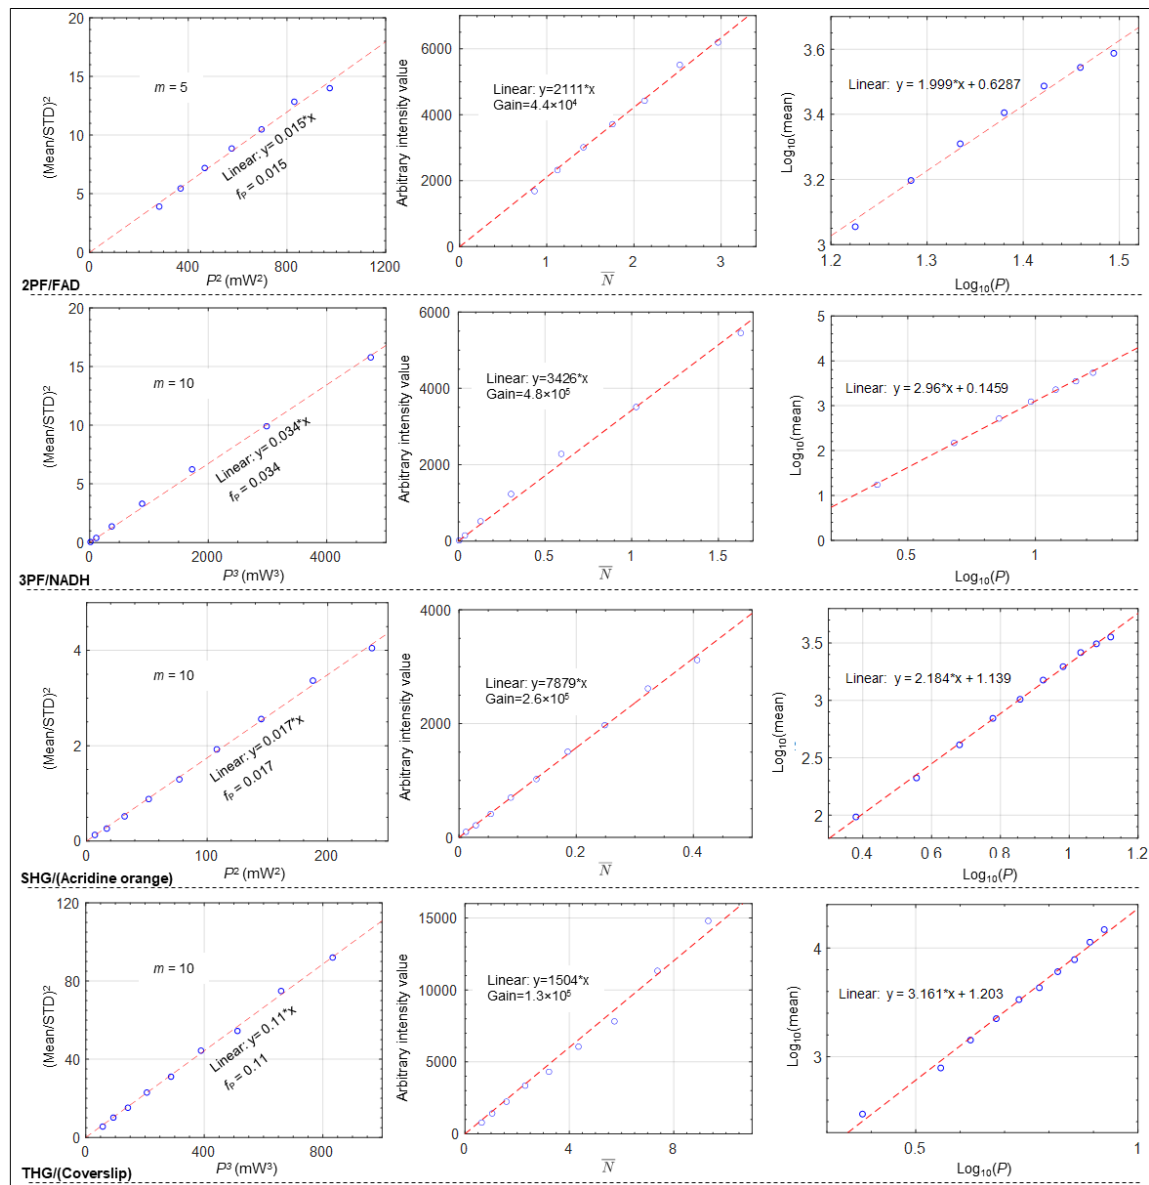 20
15
10
5
0
0
400
800
1200
(Mean/STD)²
P² (mW²)
m = 5
Linear: y= 0.015*x
fₚ = 0.015
2PF/FAD
6000
4000
2000
0
0
1
2
3
Arbitrary intensity value
N̅
Linear: y=2111*x
Gain=4.4×10⁴
3.6
3.4
3.2
3
1.2
1.3
1.4
1.5
Log₁₀(mean)
Log₁₀(P)
Linear: y = 1.999*x + 0.6287
20
15
10
5
0
0
2000
4000
(Mean/STD)²
P³ (mW³)
m = 10
Linear: y= 0.034*x
fₚ = 0.034
3PF/NADH
6000
4000
2000
0
0
0.5
1
1.5
Arbitrary intensity value
N̅
Linear: y=3426*x
Gain=4.8×10⁵
5
4
3
2
1
0
0.5
1
Log₁₀(mean)
Log₁₀(P)
Linear: y = 2.96*x + 0.1459
4
2
0
0
100
200
(Mean/STD)²
P² (mW²)
m = 10
Linear: y= 0.017*x
fₚ = 0.017
SHG/(Acridine orange)
4000
2000
0
0
0.2
0.4
Arbitrary intensity value
N̅
Linear: y=7879*x
Gain=2.6×10⁵
3.5
3
2.5
2
0.4
0.6
0.8
1
1.2
Log₁₀(mean)
Log₁₀(P)
Linear: y = 2.184*x + 1.139
120
80
40
0
0
400
800
(Mean/STD)²
P³ (mW³)
m = 10
Linear: y= 0.11*x
fₚ = 0.11
THG/(Coverslip)
15000
10000
5000
0
0
4
8
Arbitrary intensity value
N̅
Linear: y=1504*x
Gain=1.3×10⁵
4
3
0.5
1
Log₁₀(mean)
Log₁₀(P)
Linear: y = 3.161*x + 1.203